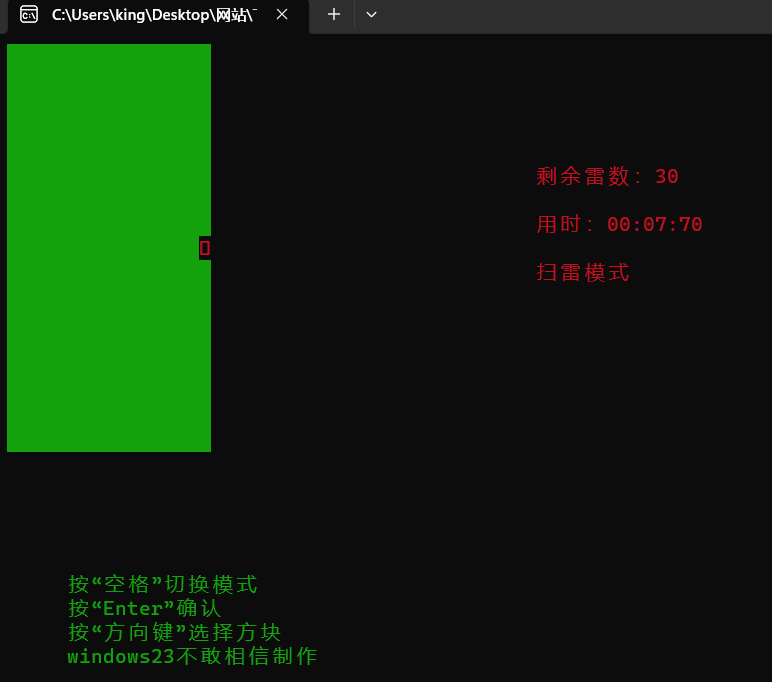 C:\Users\king\Desktop\网站\
剩余雷数：30
用时：00:07:70
扫雷模式
按“空格”切换模式
按“Enter”确认
按“方向键”选择方块
windows23不敢相信制作